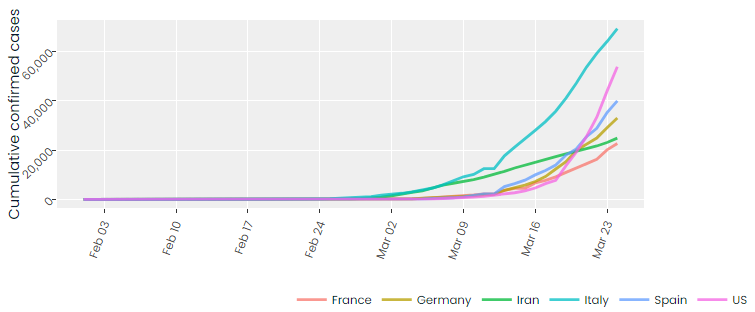 Cumulative confirmed cases
60,000
40,000
20,000
0
Feb 03 Feb 10 Feb 17 Feb 24 Mar 02 Mar 09 Mar 16 Mar 23
France Germany Iran Italy Spain US